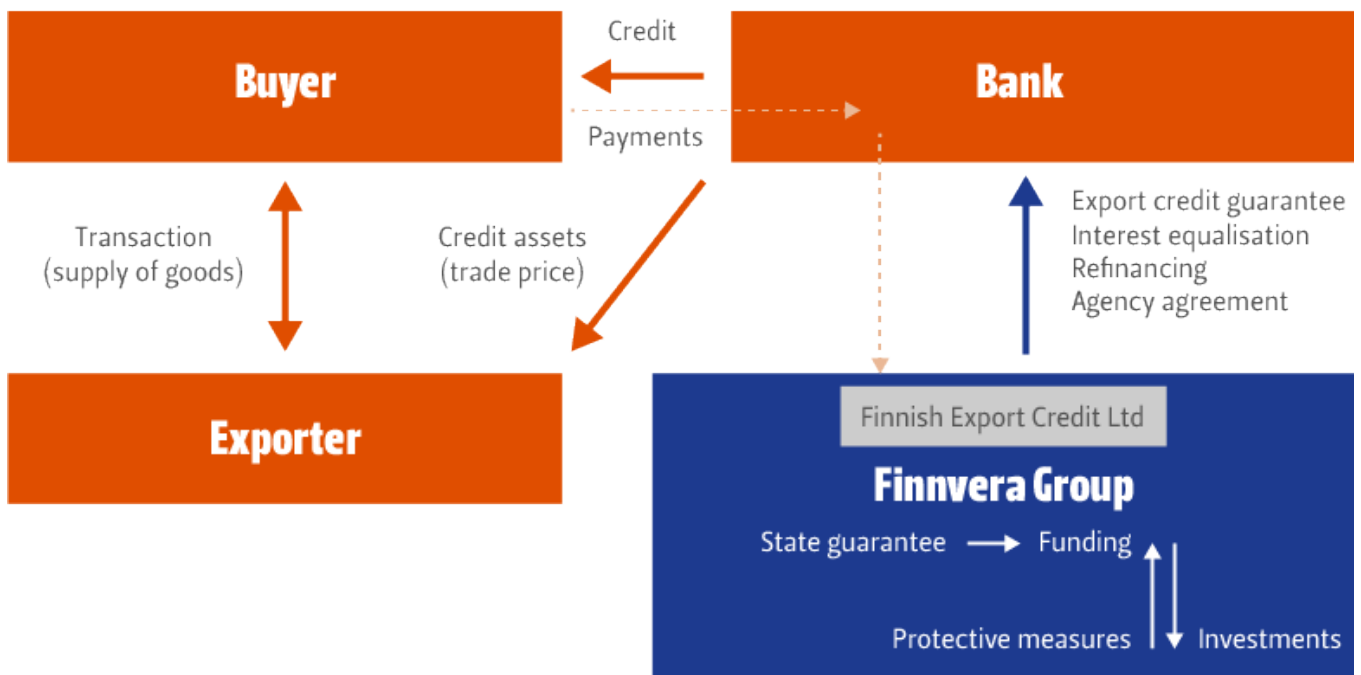 Buyer
Credit
Bank
Payments
Transaction
(supply of goods)
Credit assets
(trade price)
Export credit guarantee
Interest equalisation
Refinancing
Agency agreement
Exporter
Finnish Export Credit Ltd
Finnvera Group
State guarantee
Funding
Protective measures
Investments